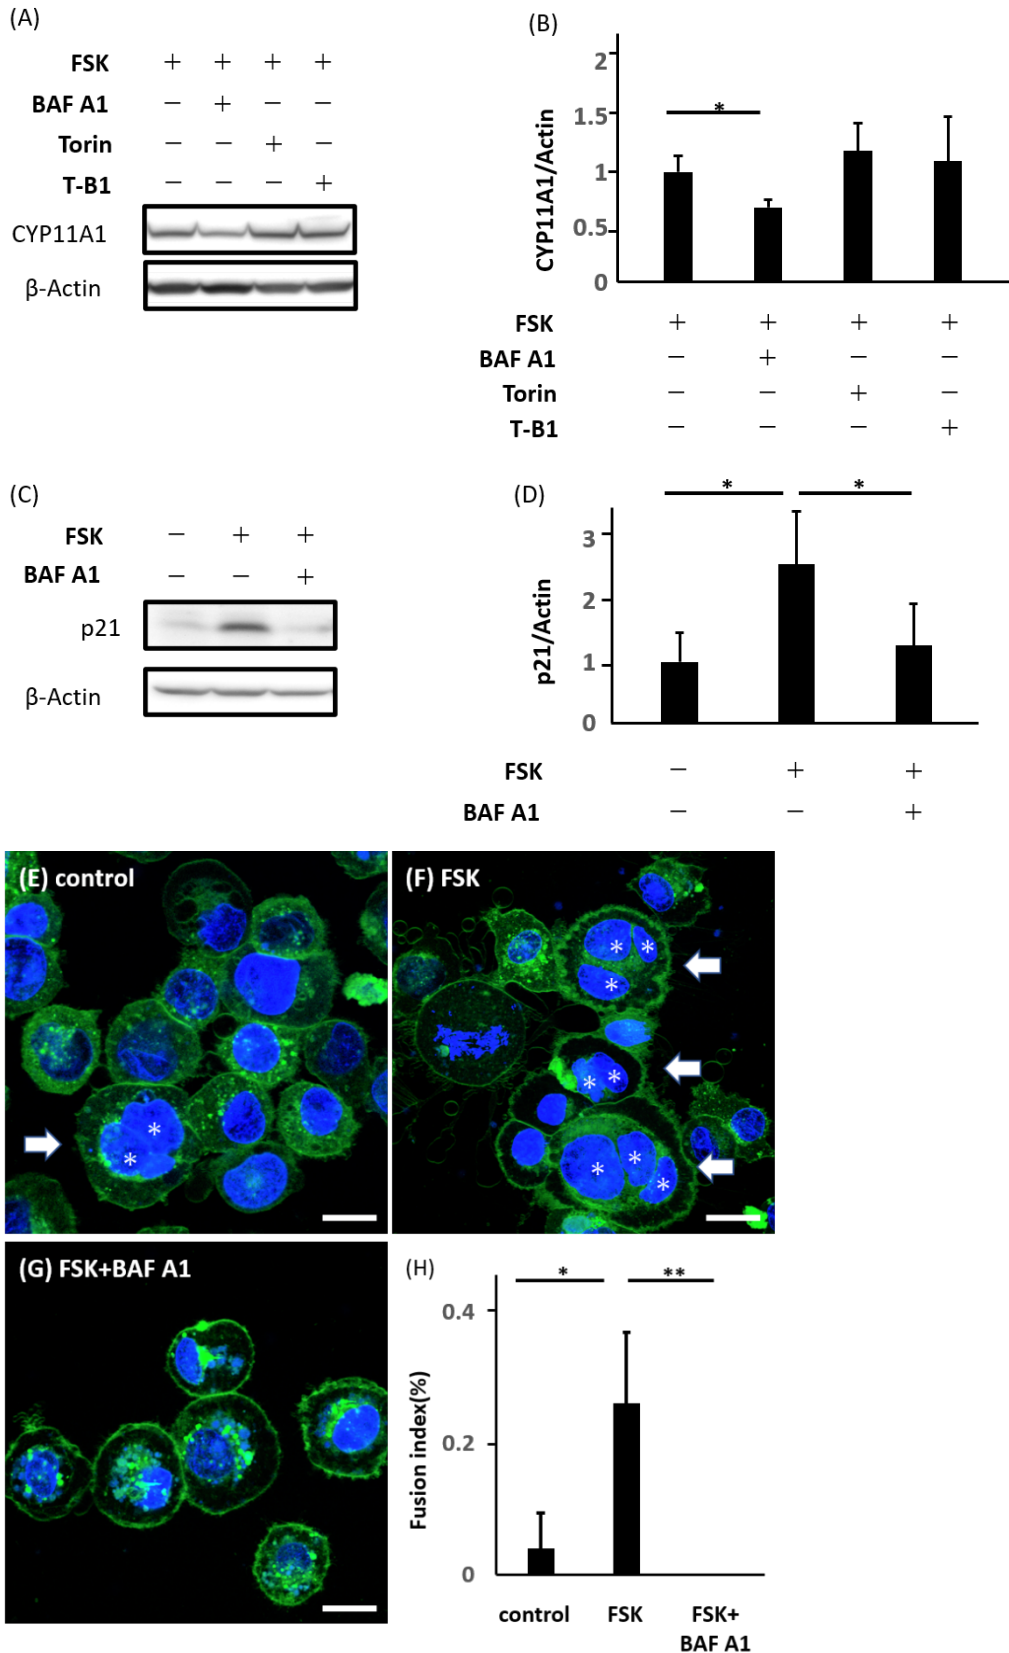 (A)
FSK + + + +
BAF A1 − + − −
Torin − − + −
T-B1 − − − +
CYP11A1
β-Actin
(B)
*
CYP11A1/Actin
2
1.5
1
0.5
0
FSK + + + +
BAF A1 − + − −
Torin − − + −
T-B1 − − − +
(C)
FSK − + +
BAF A1 − − +
p21
β-Actin
(D)
* *
p21/Actin
3
2
1
0
FSK − + +
BAF A1 − − +
(E) control
* *
(F) FSK
* * *
* *
* * *
(G) FSK+BAF A1
(H)
* **
Fusion index(%)
0.4
0.2
0
control FSK FSK+
BAF A1